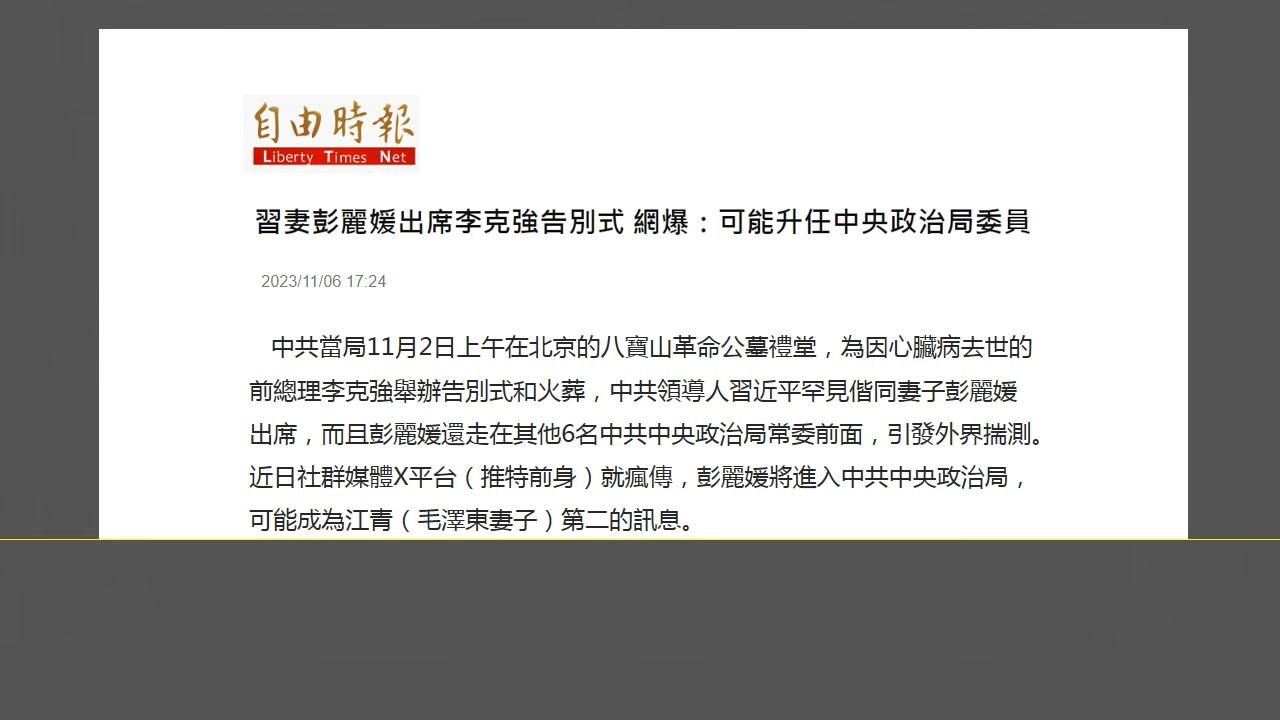 自由時報
Liberty Times Net
習妻彭麗媛出席李克強告別式 網爆：可能升任中央政治局委員
2023/11/06 17:24
中共當局11月2日上午在北京的八寶山革命公墓禮堂，為因心臟病去世的
前總理李克強舉辦告別式和火葬，中共領導人習近平罕見偕同妻子彭麗媛
出席，而且彭麗媛還走在其他6名中共中央政治局常委前面，引發外界揣測。
近日社群媒體X平台（推特前身）就瘋傳，彭麗媛將進入中共中央政治局，
可能成為江青（毛澤東妻子）第二的訊息。